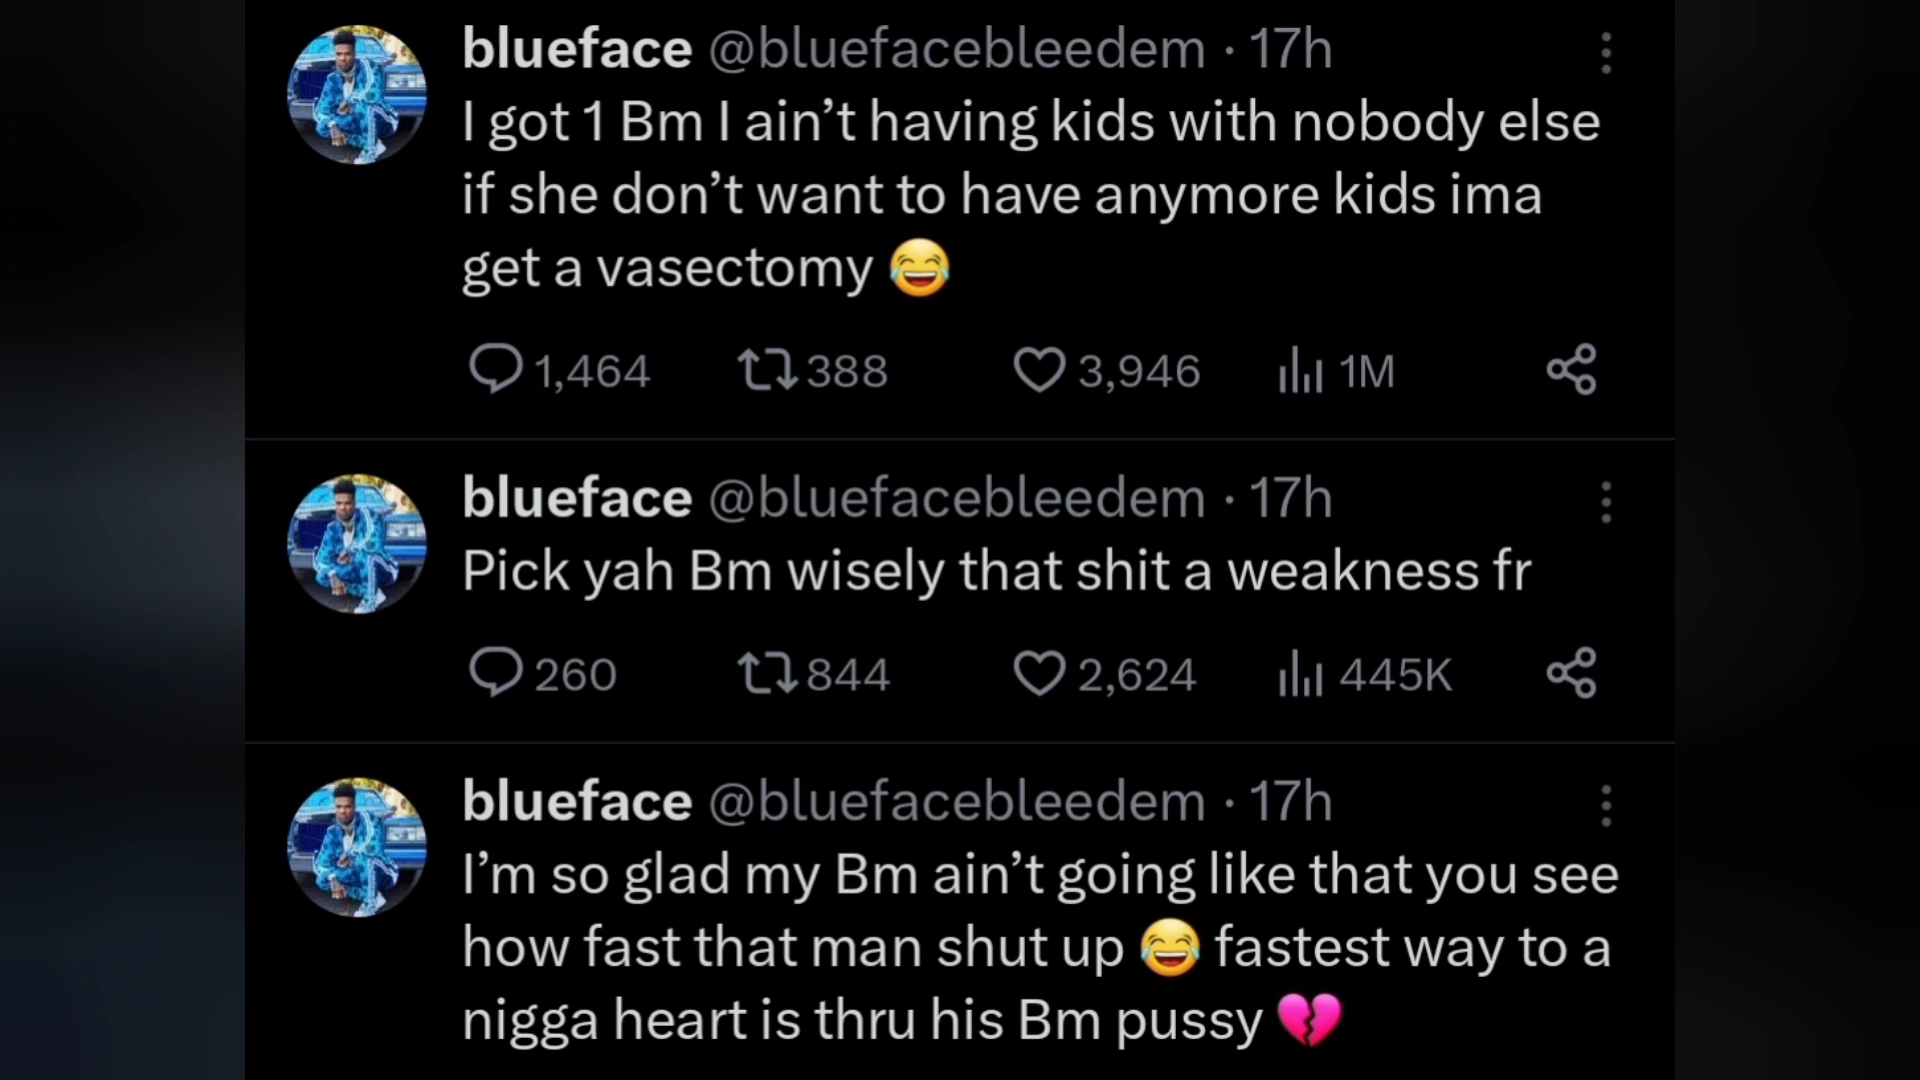 blueface @bluefacebleedem · 17h
I got 1 Bm I ain’t having kids with nobody else
if she don’t want to have anymore kids ima
get a vasectomy 😂
1,464 388 3,946 1M
blueface @bluefacebleedem · 17h
Pick yah Bm wisely that shit a weakness fr
260 844 2,624 445K
blueface @bluefacebleedem · 17h
I’m so glad my Bm ain’t going like that you see
how fast that man shut up 😂 fastest way to a
nigga heart is thru his Bm pussy 💔